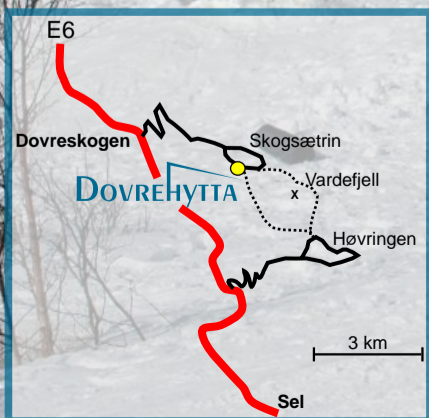 E6
Dovreskogen
Skogsætrin
Vardefjell
x
DOVREHYTTA
Høvringen
3 km
Sel